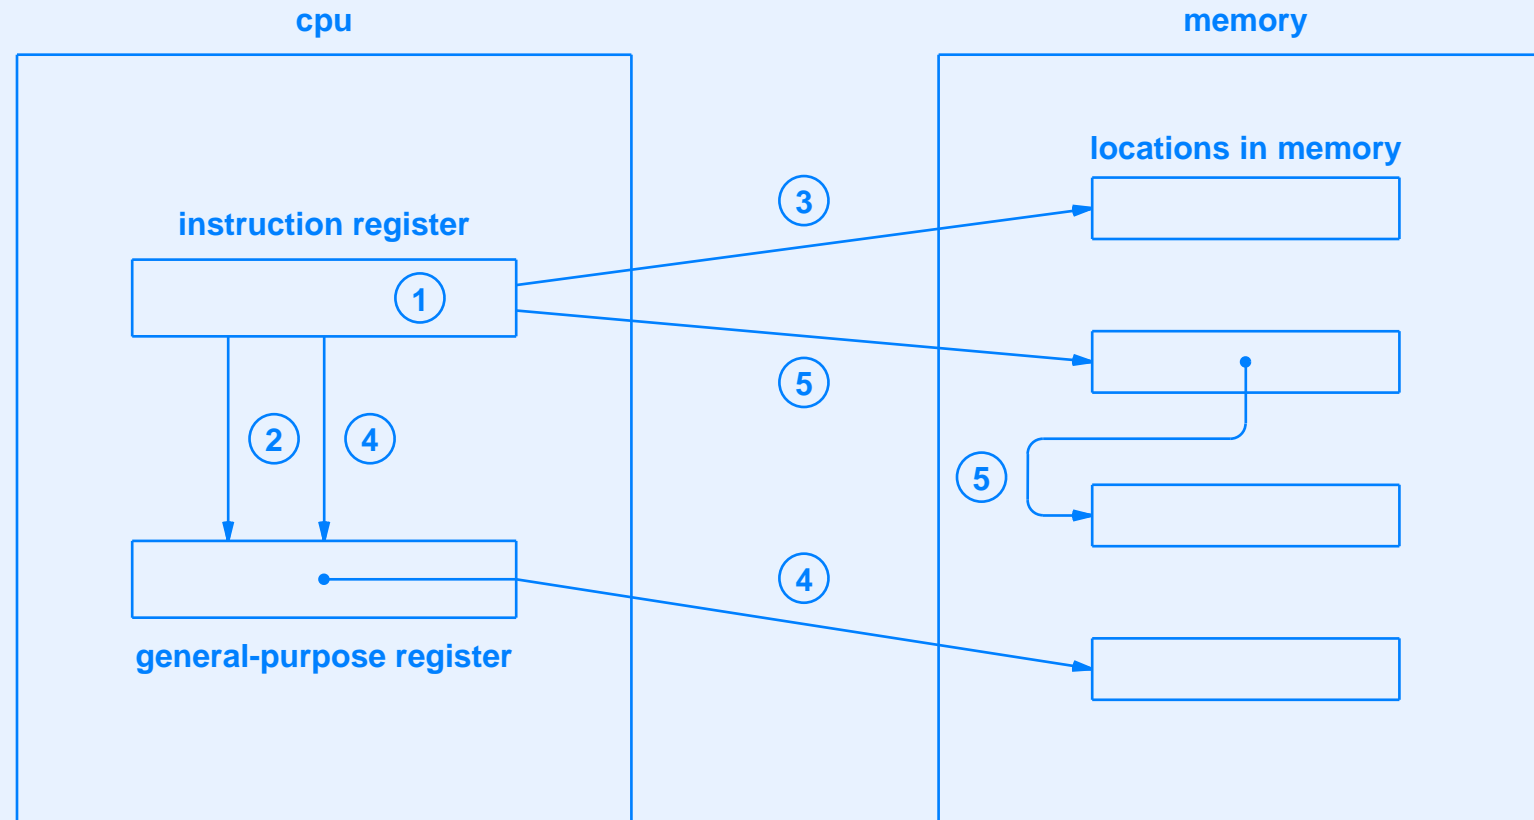 cpu
memory
locations in memory
3
instruction register
1
5
2
4
5
4
general-purpose register